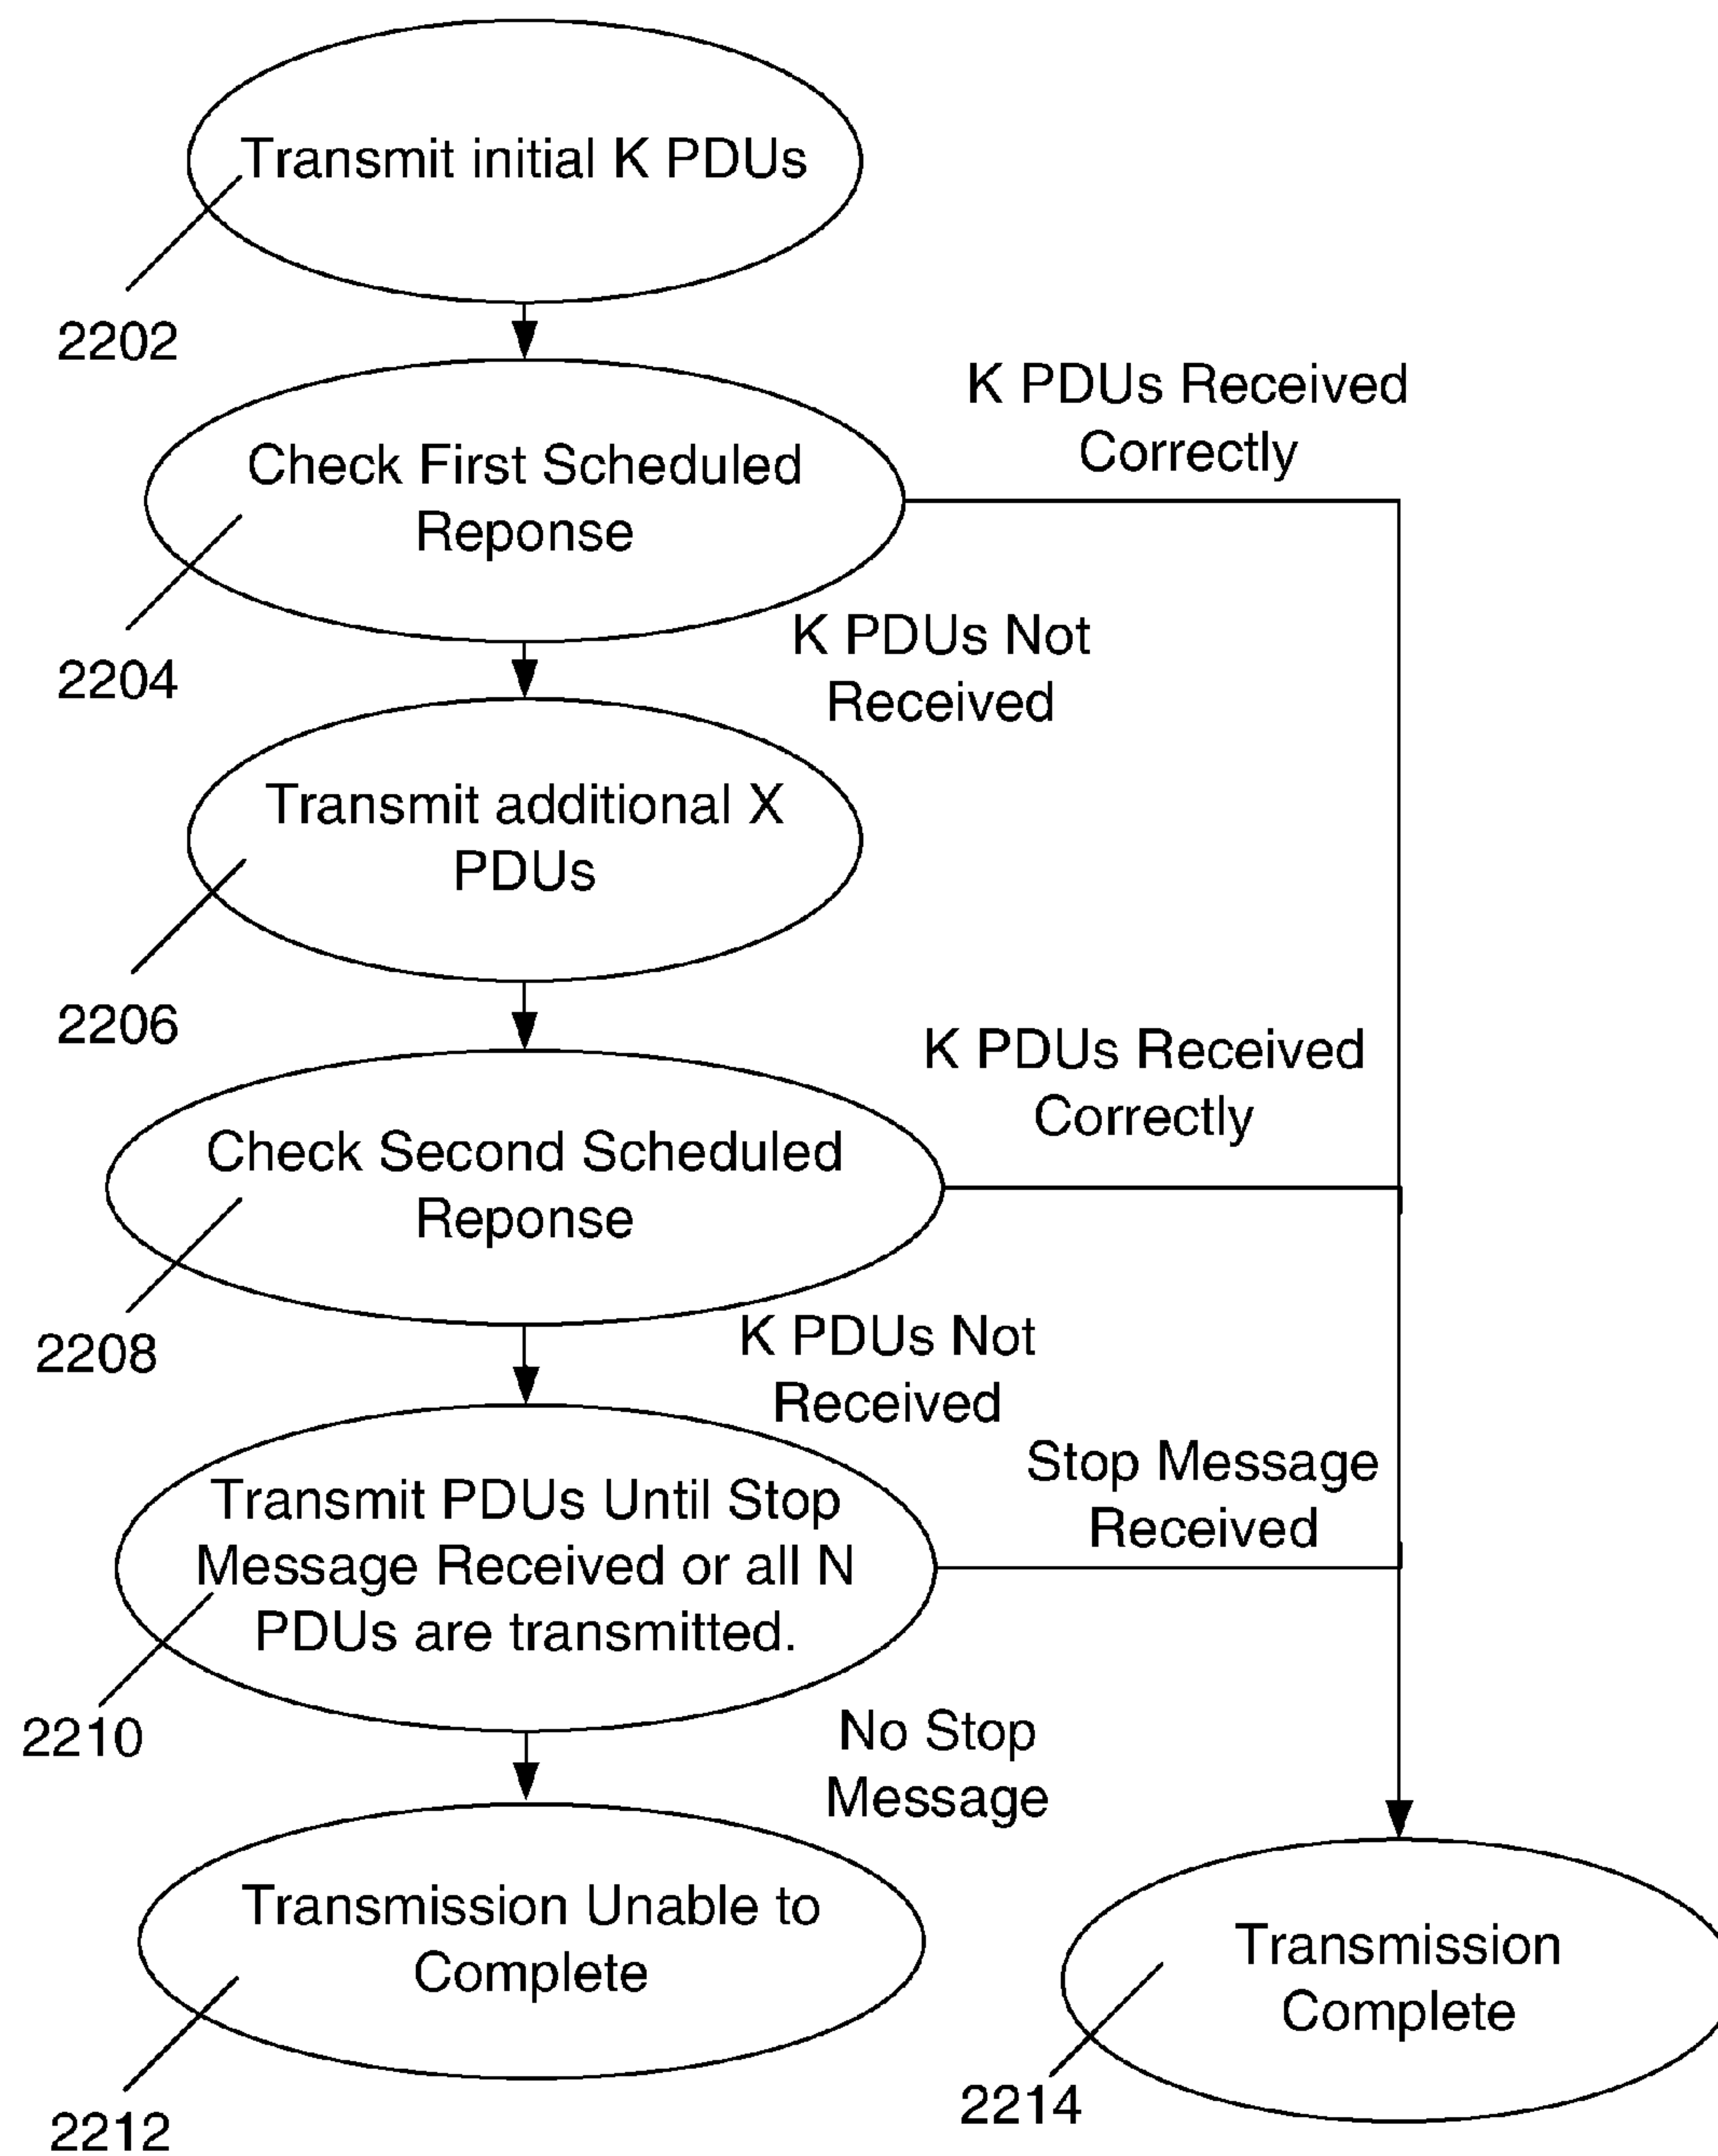 Transmit initial K PDUs
2202
K PDUs Received
Correctly
Check First Scheduled
Reponse
2204
K PDUs Not
Received
Transmit additional X
PDUs
2206
K PDUs Received
Correctly
Check Second Scheduled
Reponse
2208
K PDUs Not
Received
Stop Message
Received
Transmit PDUs Until Stop
Message Received or all N
PDUs are transmitted.
2210
No Stop
Message
Transmission Unable to
Complete
2212
Transmission
Complete
2214